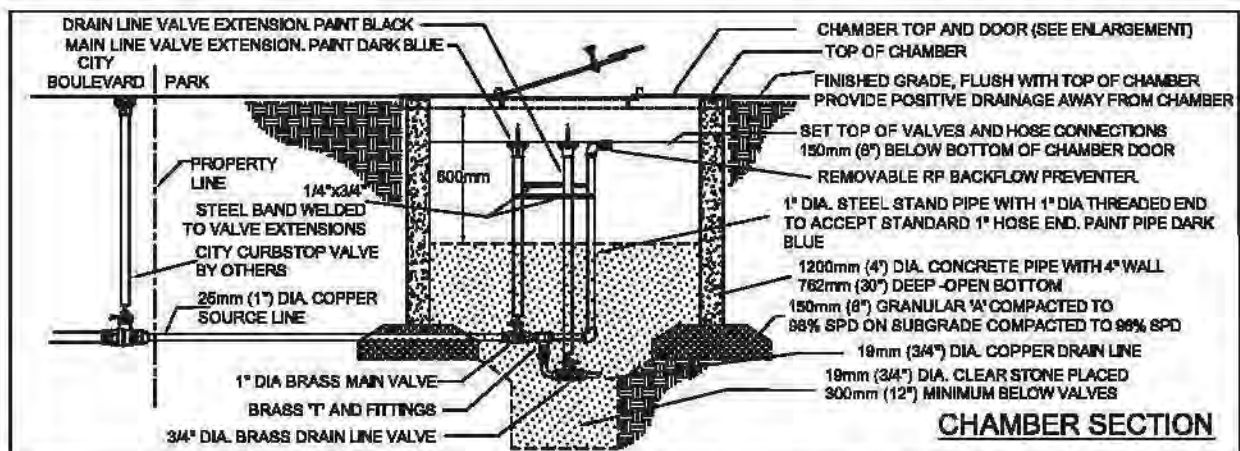 DRAIN LINE VALVE EXTENSION. PAINT BLACK
MAIN LINE VALVE EXTENSION. PAINT DARK BLUE
CITY
BOULEVARD
PARK
PROPERTY
LINE
1/4"x3/4"
STEEL BAND WELDED
TO VALVE EXTENSIONS
CITY CURBSTOP VALVE
BY OTHERS
25mm (1") DIA. COPPER
SOURCE LINE
1" DIA BRASS MAIN VALVE
BRASS 'T' AND FITTINGS
3/4" DIA. BRASS DRAIN LINE VALVE
600mm
CHAMBER TOP AND DOOR (SEE ENLARGEMENT)
TOP OF CHAMBER
FINISHED GRADE, FLUSH WITH TOP OF CHAMBER
PROVIDE POSITIVE DRAINAGE AWAY FROM CHAMBER
SET TOP OF VALVES AND HOSE CONNECTIONS
150mm (6") BELOW BOTTOM OF CHAMBER DOOR
REMOVABLE RP BACKFLOW PREVENTER
1" DIA. STEEL STAND PIPE WITH 1" DIA THREADED END
TO ACCEPT STANDARD 1" HOSE END. PAINT PIPE DARK
BLUE
1200mm (4') DIA. CONCRETE PIPE WITH 4" WALL
762mm (30") DEEP -OPEN BOTTOM
150mm (6") GRANULAR 'A' COMPACTED TO
98% SPD ON SUBGRADE COMPACTED TO 98% SPD
19mm (3/4") DIA. COPPER DRAIN LINE
19mm (3/4") DIA. CLEAR STONE PLACED
300mm (12") MINIMUM BELOW VALVES
CHAMBER SECTION